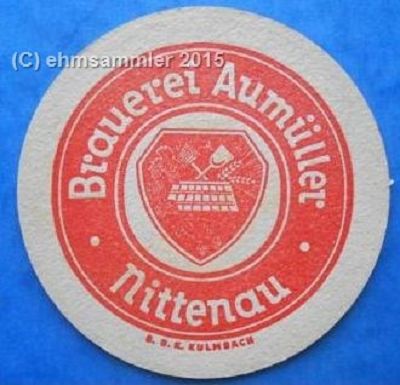 (C) ehmsammler 2015
Brauerei Aumüller
• Nittenau •
B. D. K. KULMBACH